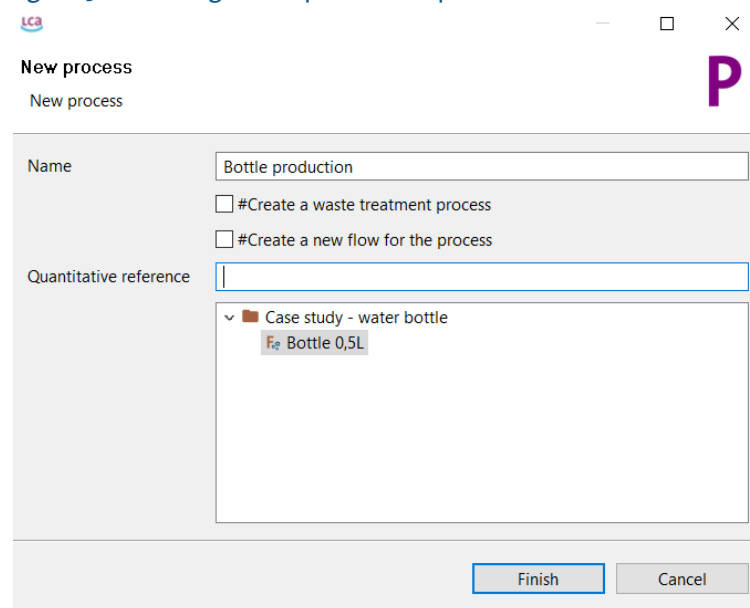 LCA
New process
New process
P
Name
Bottle production
#Create a waste treatment process
#Create a new flow for the process
Quantitative reference
Case study - water bottle
Fe Bottle 0,5L
Finish
Cancel